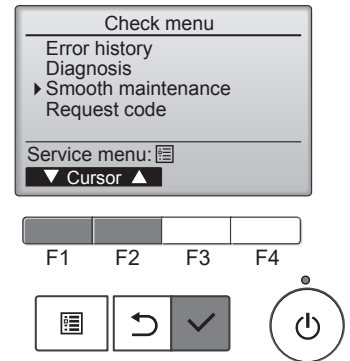 Check menu
Error history
Diagnosis
Smooth maintenance
Request code
Service menu:
Cursor
F1 F2 F3 F4